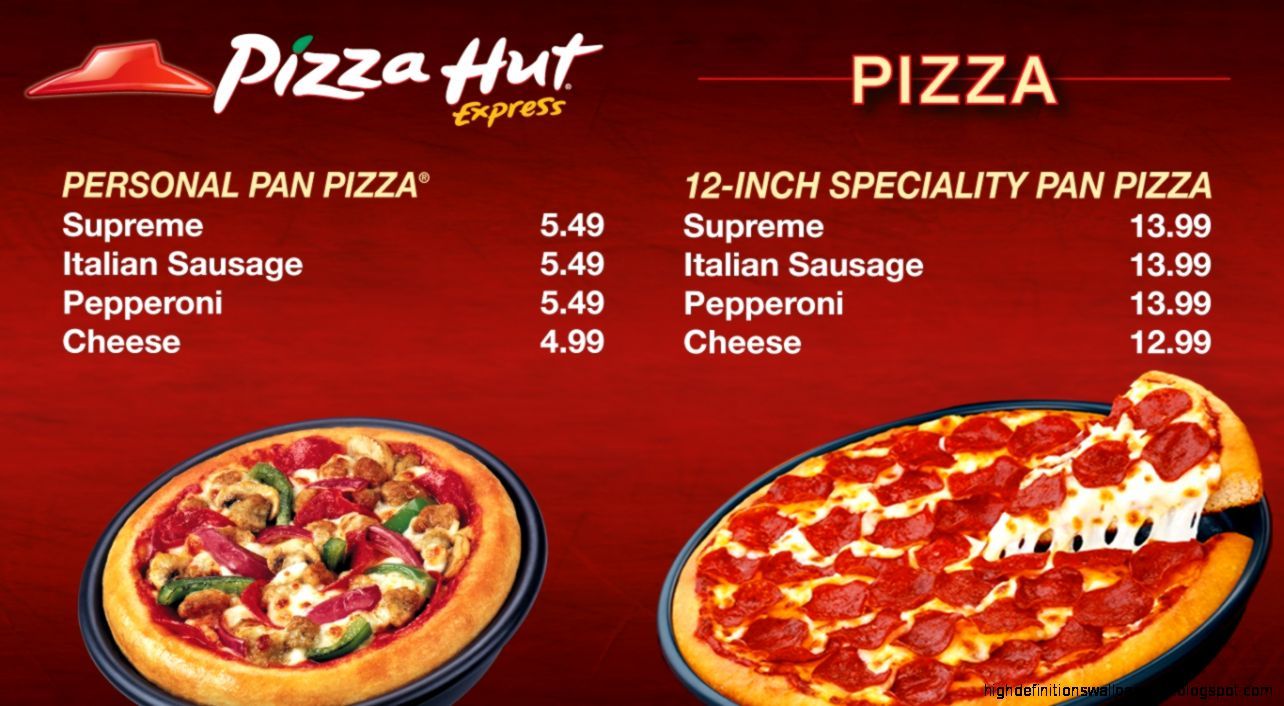 Pizza Hut
Express
PIZZA
PERSONAL PAN PIZZA®
Supreme 5.49
Italian Sausage 5.49
Pepperoni 5.49
Cheese 4.99
12-INCH SPECIALITY PAN PIZZA
Supreme 13.99
Italian Sausage 13.99
Pepperoni 13.99
Cheese 12.99